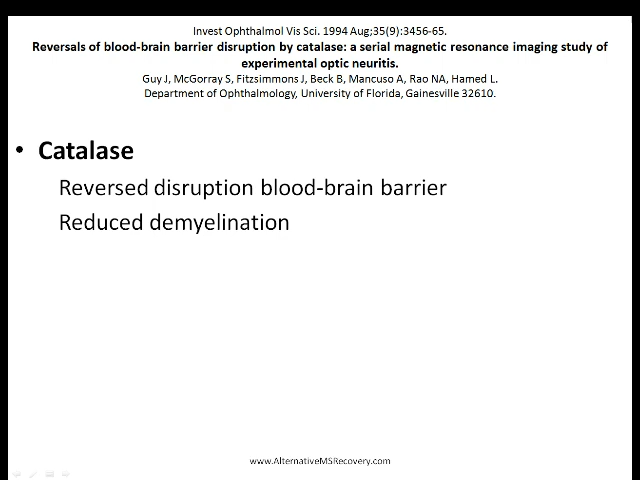 Invest Ophthalmol Vis Sci. 1994 Aug;35(9):3456-65.
Reversals of blood-brain barrier disruption by catalase: a serial magnetic resonance imaging study of
experimental optic neuritis.
Guy J, McGorray S, Fitzsimmons J, Beck B, Mancuso A, Rao NA, Hamed L.
Department of Ophthalmology, University of Florida, Gainesville 32610.
• Catalase
Reversed disruption blood-brain barrier
Reduced demyelination
www.AlternativeMSRecovery.com